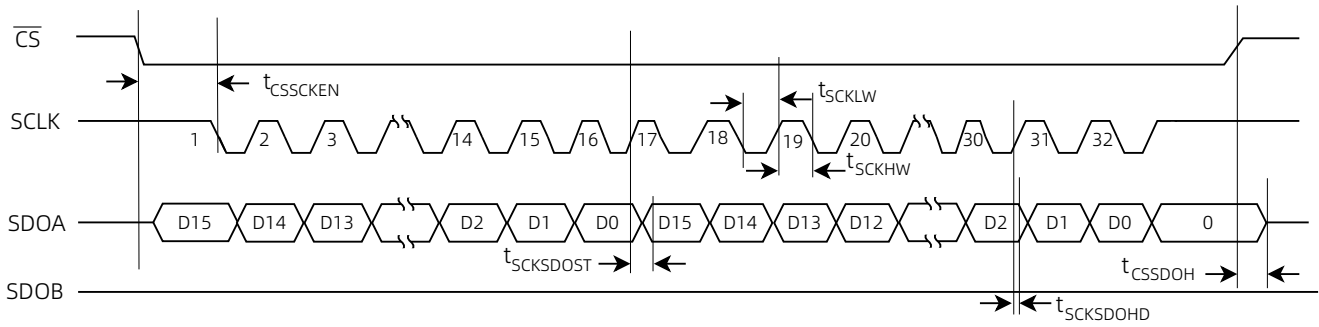 CS
tCSSCKEN
tSCKLW
SCLK
1 2 3 14 15 16 17 18 19 20 30 31 32
tSCKHW
SDOA
D15 D14 D13 D2 D1 D0 D15 D14 D13 D12 D2 D1 D0 0
tSCKSDOST
tCSSDOH
SDOB
tSCKSDOHD